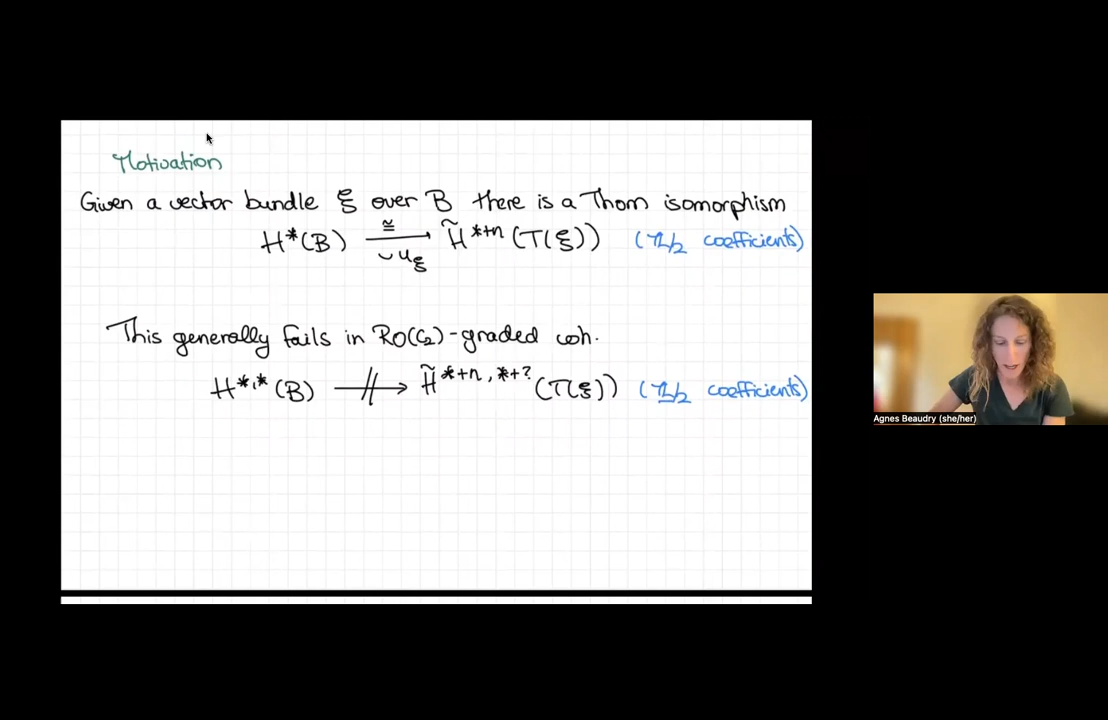 Motivation
Given a vector bundle ξ over B there is a Thom isomorphism
H*(B) ≅→ ∪ u_ξ H̃^{*+n}(T(ξ)) (ℤ/2 coefficients)
This generally fails in RO(C₂)-graded coh.
H^{*,*}(B) ↛ H̃^{*+n,*+?}(T(ξ)) (ℤ/2 coefficients)
Agnes Beaudry (she/her)